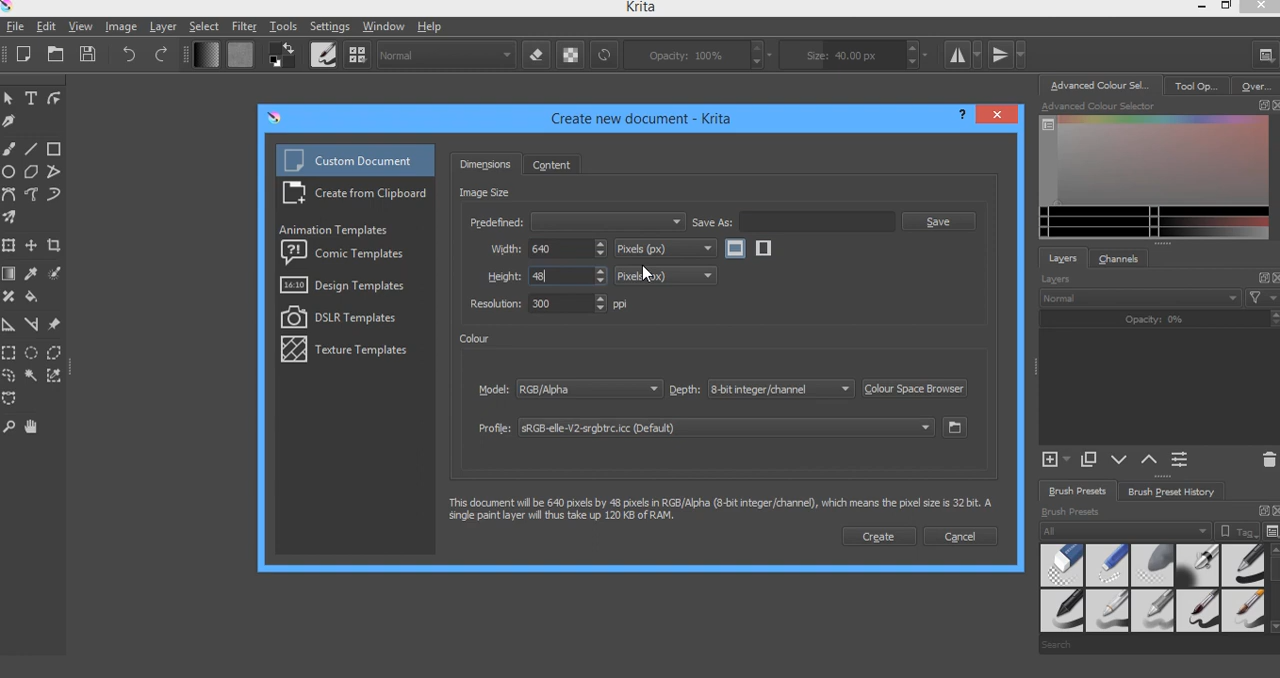 Krita
File Edit View Image Layer Select Filter Tools Settings Window Help
Normal Opacity: 100% Size: 40.00 px
Advanced Colour Sel... Tool Op... Over...
Advanced Colour Selector
Create new document - Krita
?
Custom Document
Create from Clipboard
Animation Templates
Comic Templates
16:10 Design Templates
DSLR Templates
Texture Templates
Dimensions Content
Image Size
Predefined: Save As: Save
Width: 640 Pixels (px)
Height: 48 Pixels (px)
Resolution: 300 ppi
Colour
Model: RGB/Alpha Depth: 8-bit integer/channel Colour Space Browser
Profile: sRGB-elle-V2-srgbtrc.icc (Default)
This document will be 640 pixels by 48 pixels in RGB/Alpha (8-bit integer/channel), which means the pixel size is 32 bit. A
single paint layer will thus take up 120 KB of RAM.
Create Cancel
Layers Channels
Layers
Normal
Opacity: 0%
Brush Presets Brush Preset History
Brush Presets
All Tag
Search